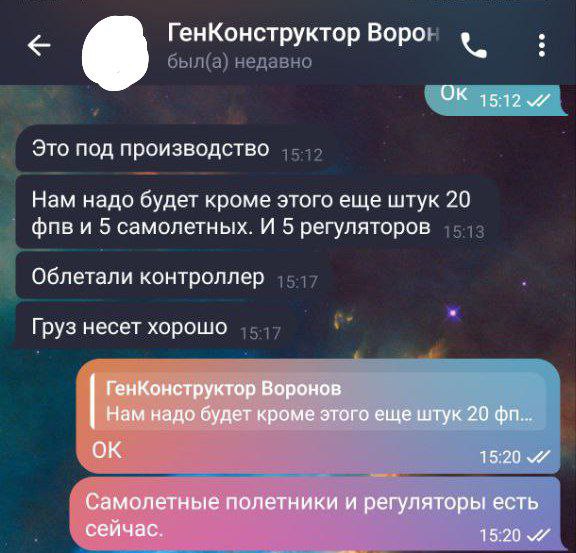 ГенКонструктор Ворон
был(а) недавно
Ок 15:12
Это под производство 15:12
Нам надо будет кроме этого еще штук 20
фпв и 5 самолетных. И 5 регуляторов 15:13
Облетали контроллер 15:17
Груз несет хорошо 15:17
ГенКонструктор Воронов
Нам надо будет кроме этого еще штук 20 фп...
ОК
15:20
Самолетные полетники и регуляторы есть
сейчас.
15:20